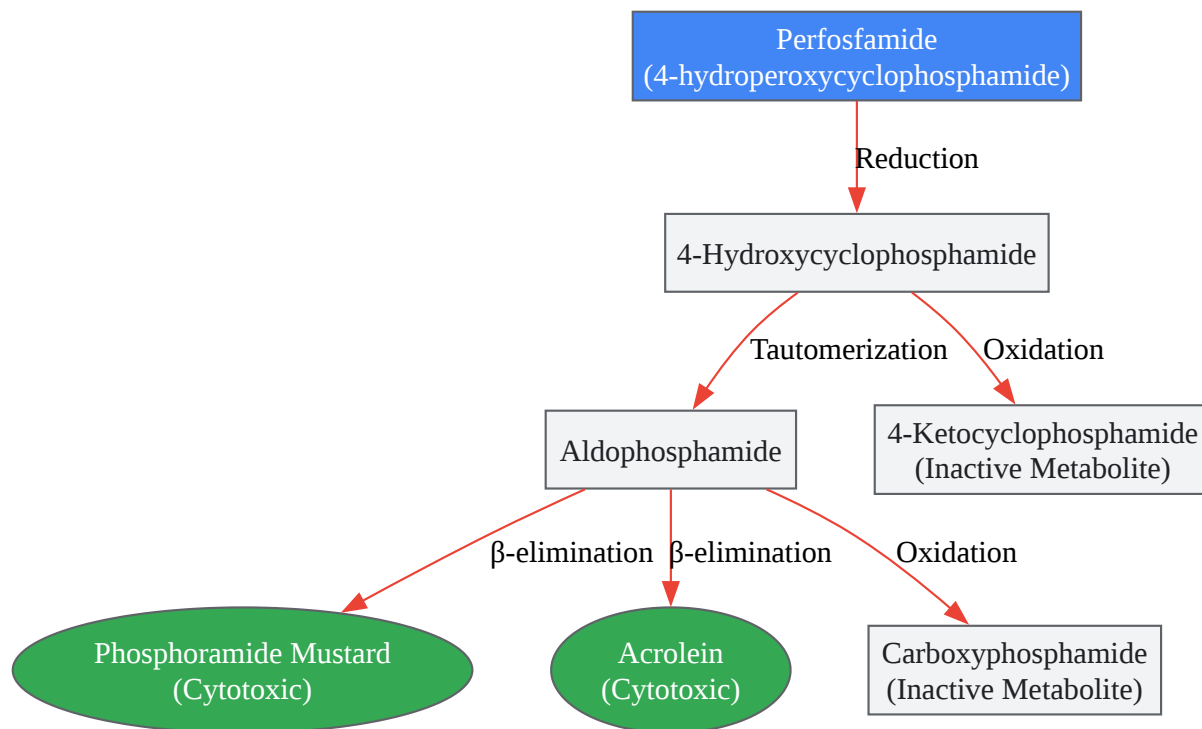 Perfosfamide
(4-hydroperoxycyclophosphamide)
Reduction
4-Hydroxycyclophosphamide
Tautomerization
Oxidation
Aldophosphamide
4-Ketocyclophosphamide
(Inactive Metabolite)
β-elimination
β-elimination
Oxidation
Phosphoramide Mustard
(Cytotoxic)
Acrolein
(Cytotoxic)
Carboxyphosphamide
(Inactive Metabolite)